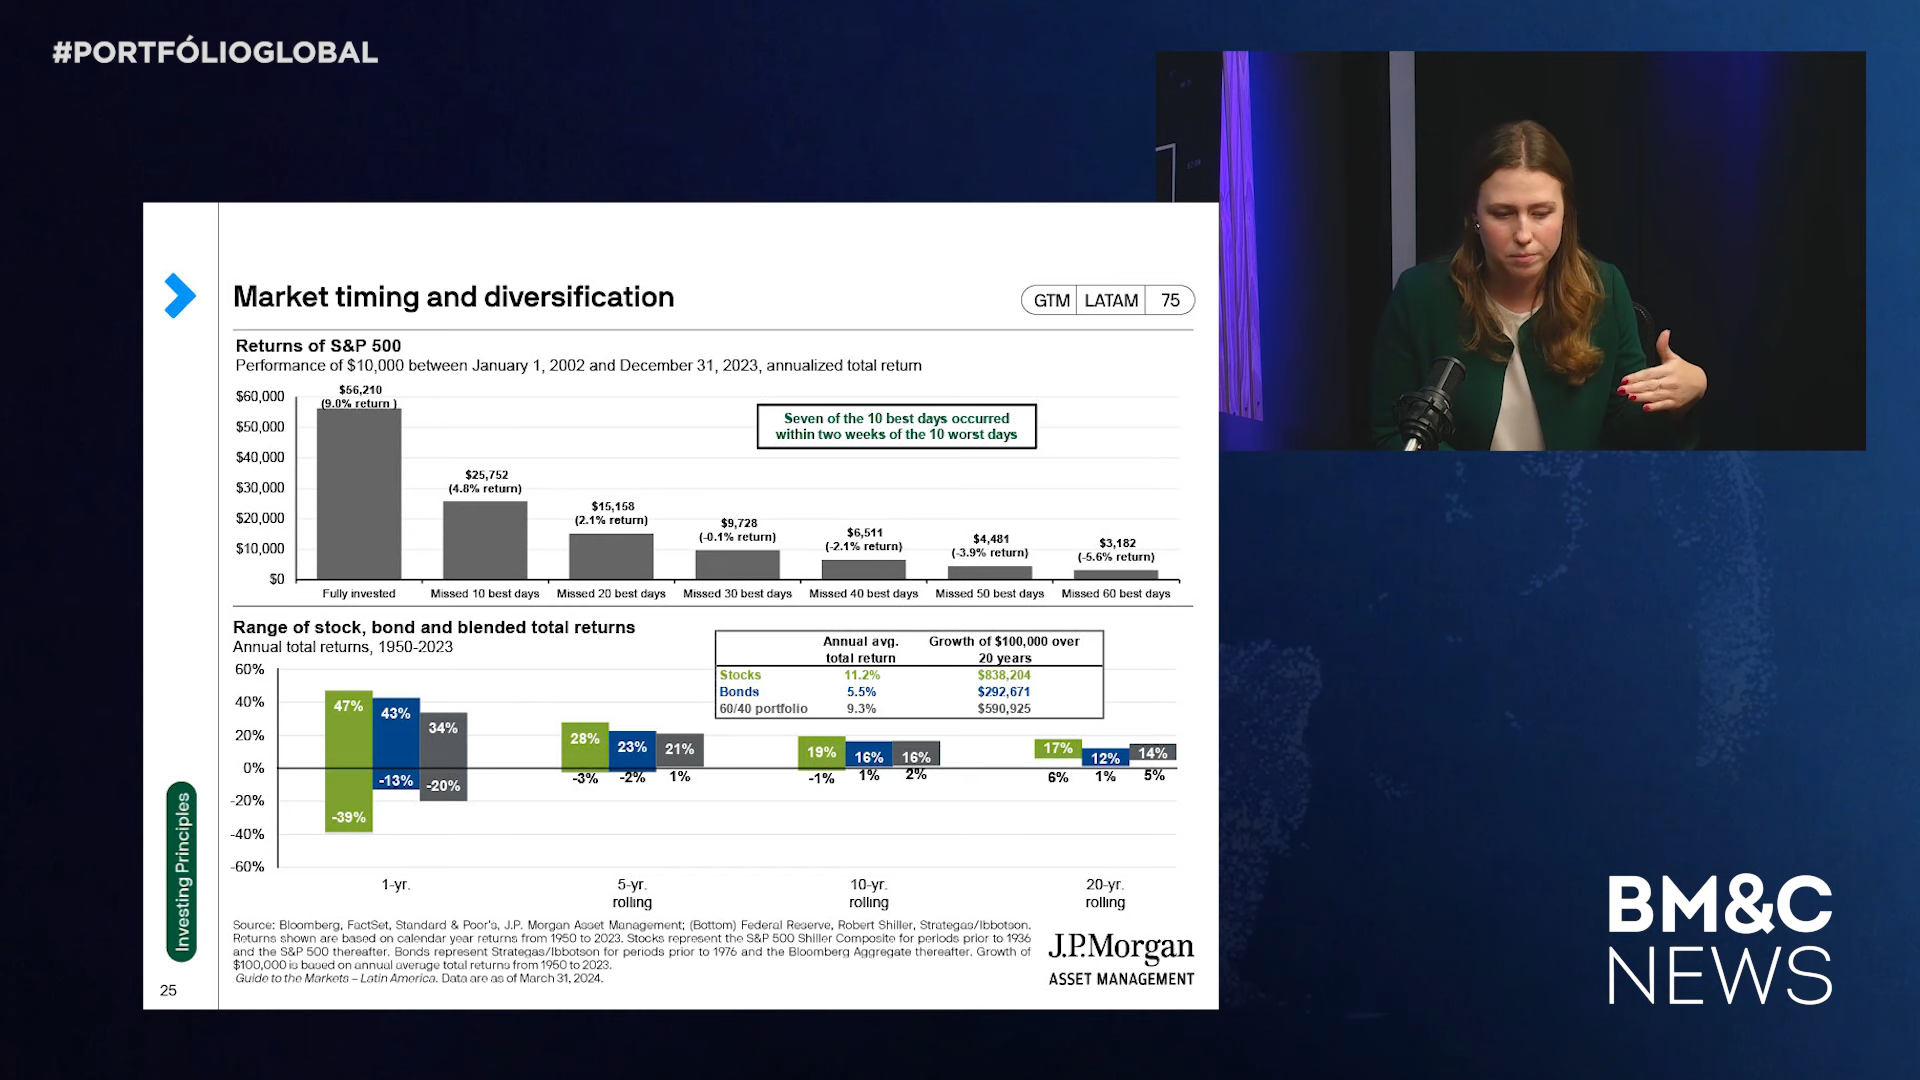 #PORTFÓLIOGLOBAL
Market timing and diversification
GTM LATAM 75
Returns of S&P 500
Performance of $10,000 between January 1, 2002 and December 31, 2023, annualized total return
$60,000
$50,000
$40,000
$30,000
$20,000
$10,000
$0
$56,210
(9.0% return )
$25,752
(4.8% return)
$15,158
(2.1% return)
$9,728
(-0.1% return)
$6,511
(-2.1% return)
$4,481
(-3.9% return)
$3,182
(-5.6% return)
Seven of the 10 best days occurred
within two weeks of the 10 worst days
Fully invested Missed 10 best days Missed 20 best days Missed 30 best days Missed 40 best days Missed 50 best days Missed 60 best days
Range of stock, bond and blended total returns
Annual total returns, 1950-2023
Annual avg. Growth of $100,000 over
total return 20 years
Stocks 11.2% $838,204
Bonds 5.5% $292,671
60/40 portfolio 9.3% $590,925
60%
40%
20%
0%
-20%
-40%
-60%
47% 43% 34%
-39% -13% -20%
28% 23% 21%
-3% -2% 1%
19% 16% 16%
-1% 1% 2%
17% 12% 14%
6% 1% 5%
1-yr. 5-yr. 10-yr. 20-yr.
rolling rolling rolling
Investing Principles
Source: Bloomberg, FactSet, Standard & Poor's, J.P. Morgan Asset Management; (Bottom) Federal Reserve, Robert Shiller, Strategas/Ibbotson.
Returns shown are based on calendar year returns from 1950 to 2023. Stocks represent the S&P 500 Shiller Composite for periods prior to 1936
and the S&P 500 thereafter. Bonds represent Strategas/Ibbotson for periods prior to 1976 and the Bloomberg Aggregate thereafter. Growth of
$100,000 is based on annual average total returns from 1950 to 2023.
Guide to the Markets – Latin America. Data are as of March 31, 2024.
J.P.Morgan
ASSET MANAGEMENT
25
BM&C
NEWS